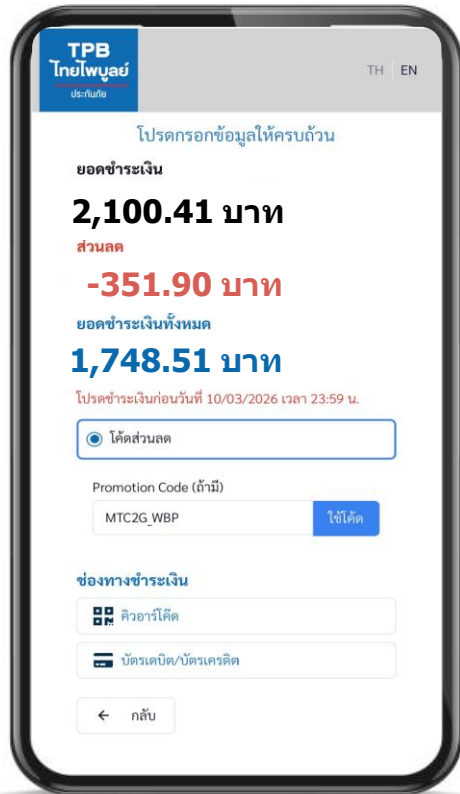 TPB
ไทยไพบูลย์
ประกันภัย
TH EN
โปรดกรอกข้อมูลให้ครบถ้วน
ยอดชำระเงิน
2,100.41 บาท
ส่วนลด
-351.90 บาท
ยอดชำระเงินทั้งหมด
1,748.51 บาท
โปรดชำระเงินก่อนวันที่ 10/03/2026 เวลา 23:59 น.
โค้ดส่วนลด
Promotion Code (ถ้ามี)
MTC2G_WBP ใช้โค้ด
ช่องทางชำระเงิน
คิวอาร์โค๊ด
บัตรเดบิต/บัตรเครดิต
← กลับ